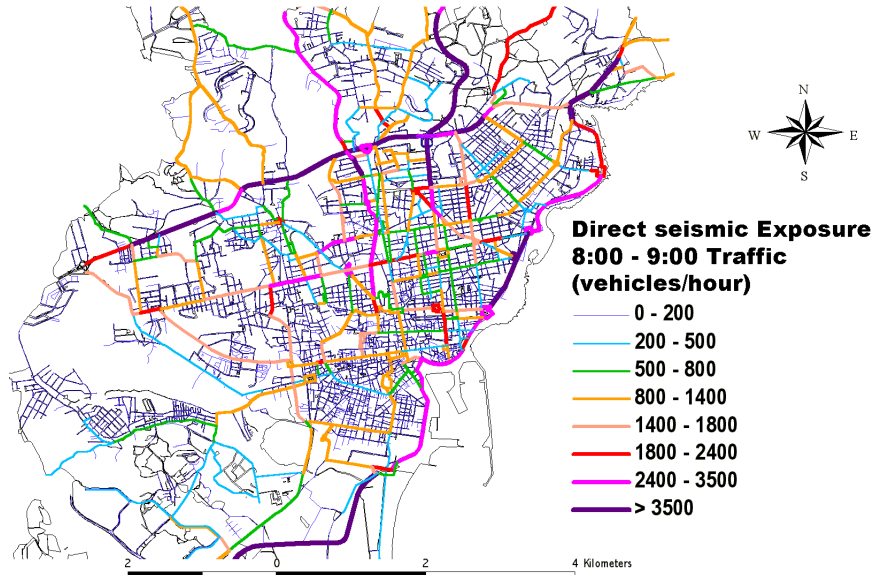 N
W E
S
Direct seismic Exposure
8:00 - 9:00 Traffic
(vehicles/hour)
0 - 200
200 - 500
500 - 800
800 - 1400
1400 - 1800
1800 - 2400
2400 - 3500
> 3500
2 0 2 4 Kilometers